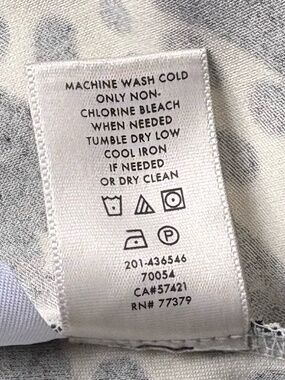 MACHINE WASH COLD
ONLY NON-
CHLORINE BLEACH
WHEN NEEDED
TUMBLE DRY LOW
COOL IRON
IF NEEDED
OR DRY CLEAN
P
201-436546
70054
CA#57421
RN# 77379